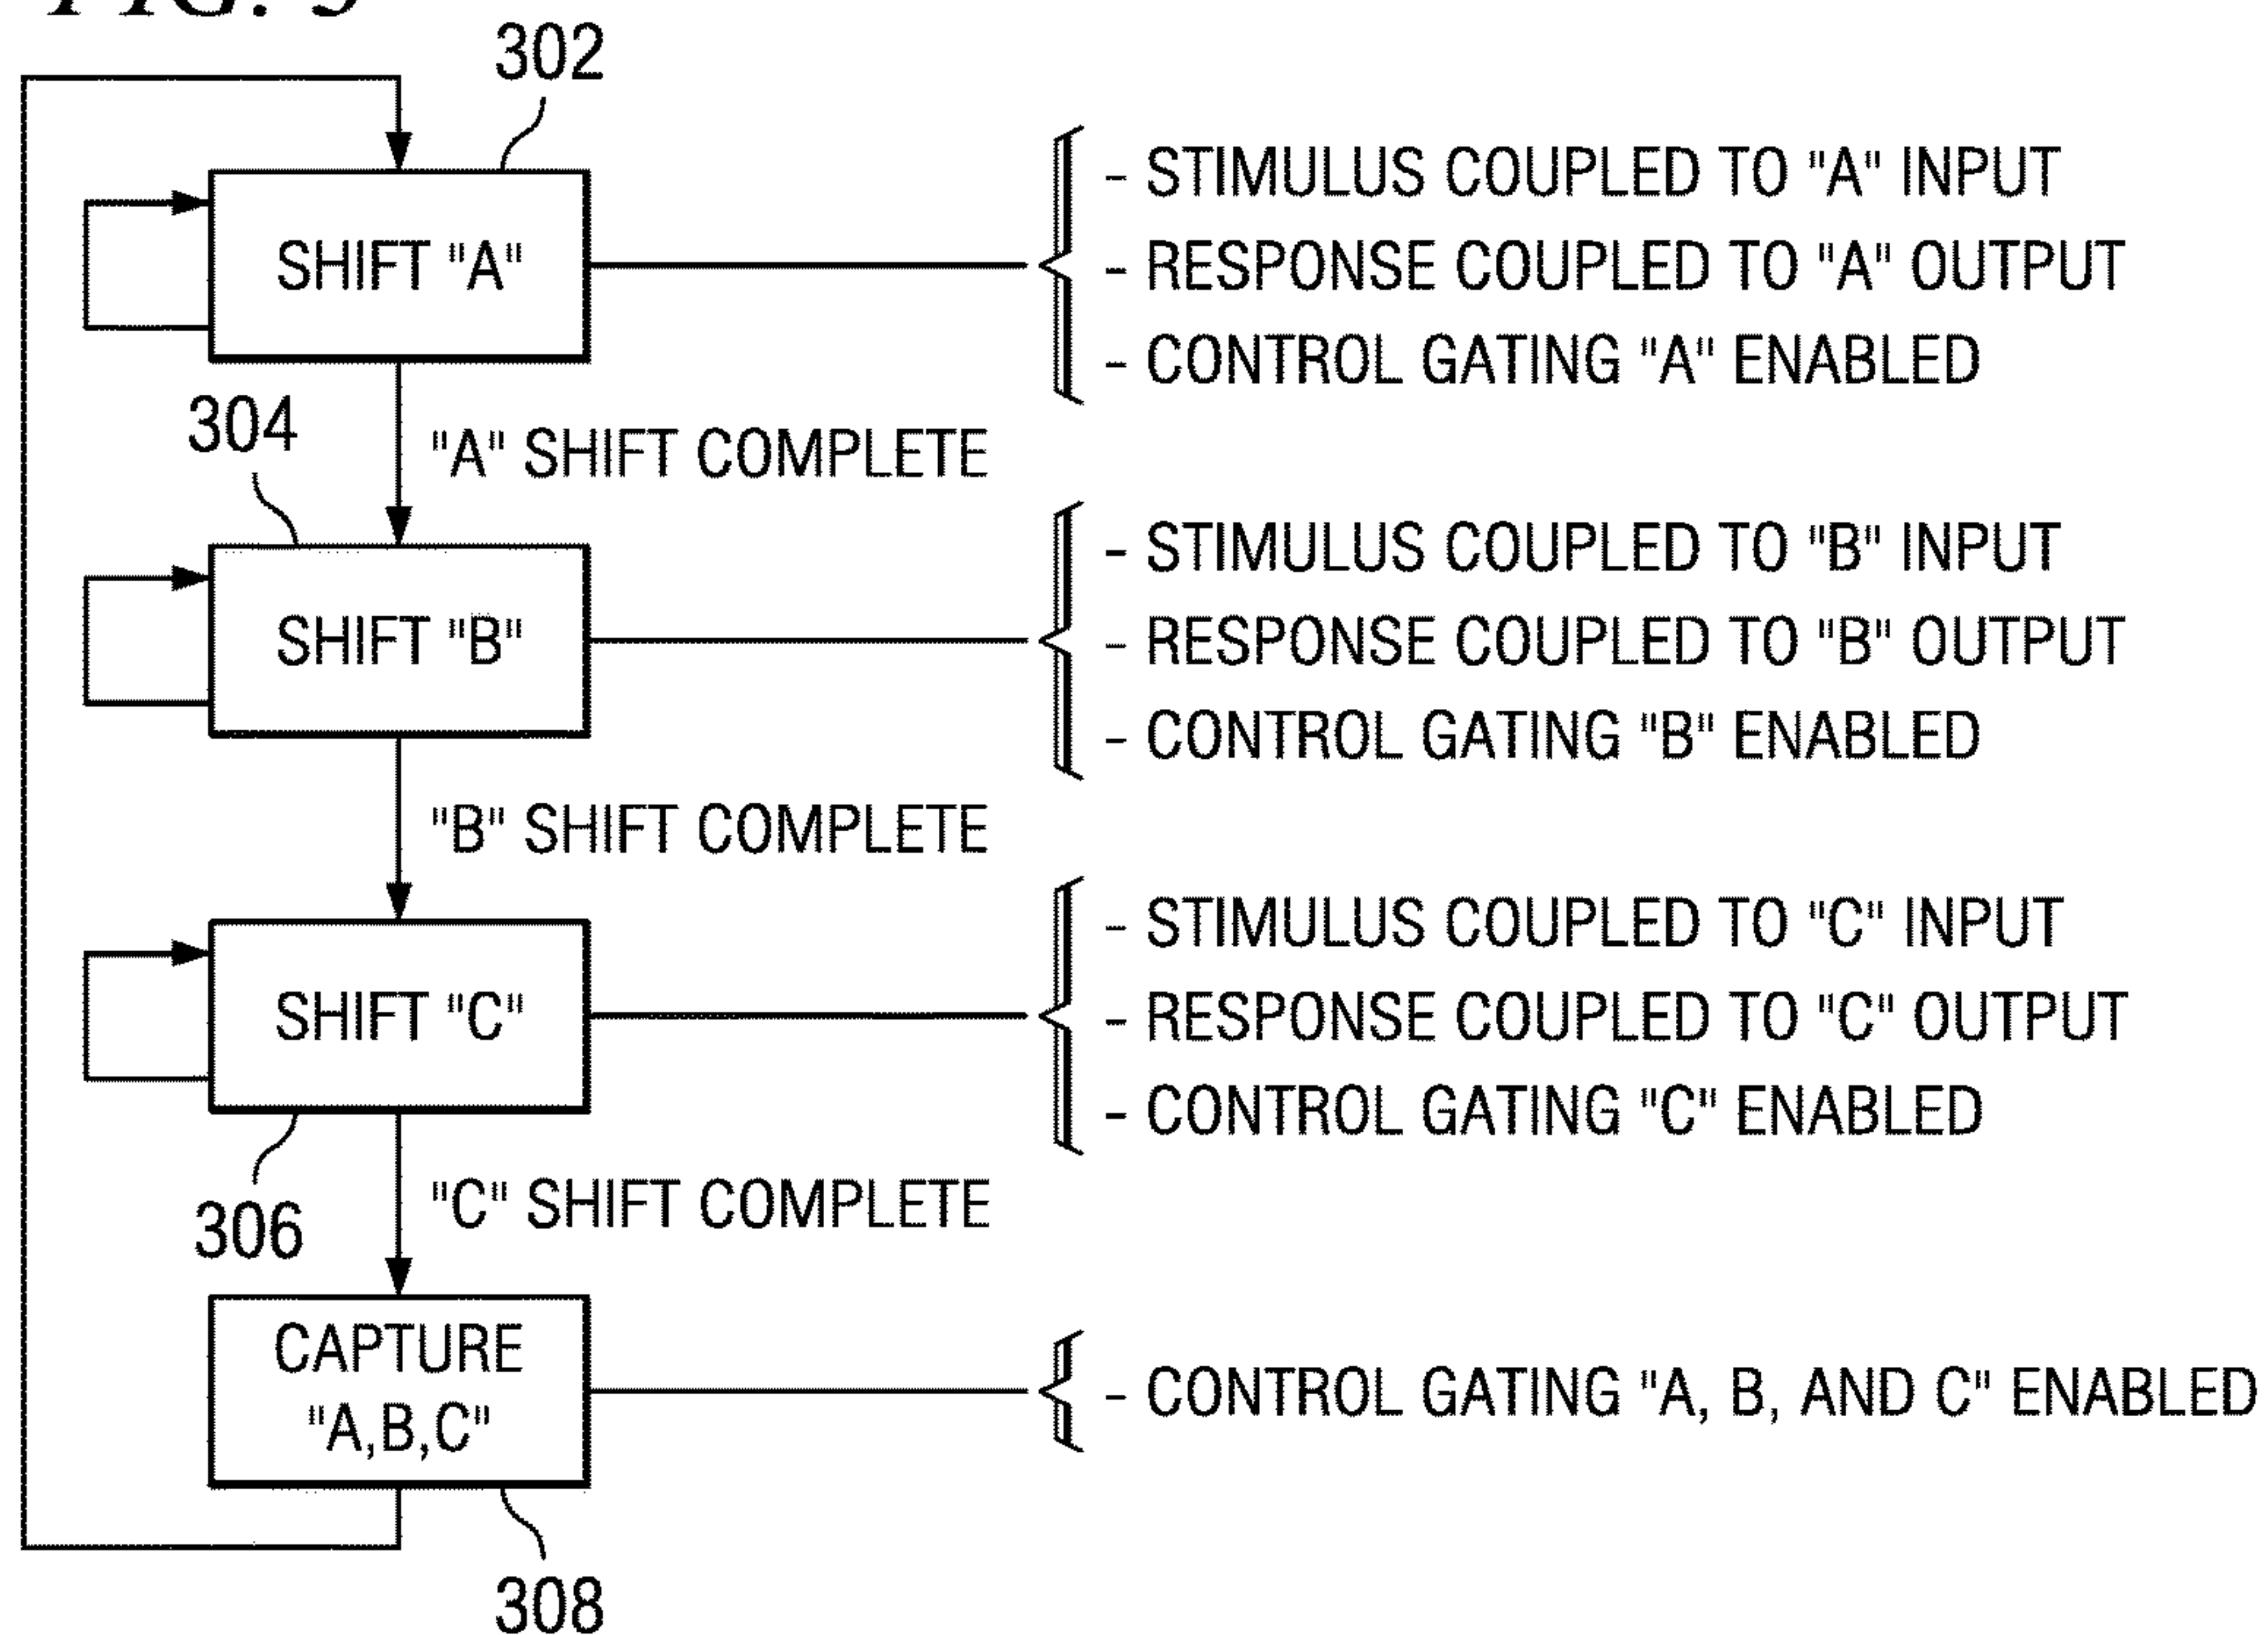 302
SHIFT "A"
- STIMULUS COUPLED TO "A" INPUT
- RESPONSE COUPLED TO "A" OUTPUT
- CONTROL GATING "A" ENABLED
304
"A" SHIFT COMPLETE
SHIFT "B"
- STIMULUS COUPLED TO "B" INPUT
- RESPONSE COUPLED TO "B" OUTPUT
- CONTROL GATING "B" ENABLED
"B" SHIFT COMPLETE
SHIFT "C"
- STIMULUS COUPLED TO "C" INPUT
- RESPONSE COUPLED TO "C" OUTPUT
- CONTROL GATING "C" ENABLED
306
"C" SHIFT COMPLETE
CAPTURE
"A,B,C"
- CONTROL GATING "A, B, AND C" ENABLED
308